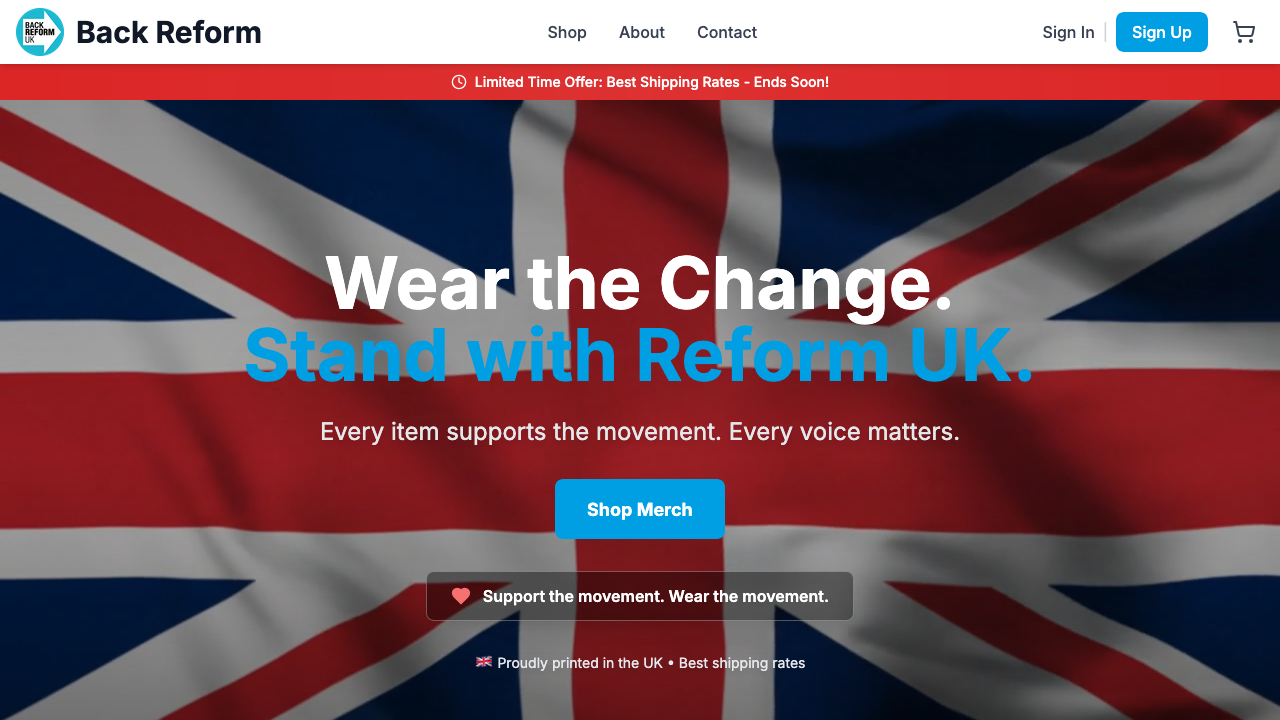 BACK
REFORM
UK
Back Reform
Shop
About
Contact
Sign In
Sign Up
Limited Time Offer: Best Shipping Rates - Ends Soon!
Wear the Change.
Stand with Reform UK.
Every item supports the movement. Every voice matters.
Shop Merch
Support the movement. Wear the movement.
🇬🇧 Proudly printed in the UK • Best shipping rates